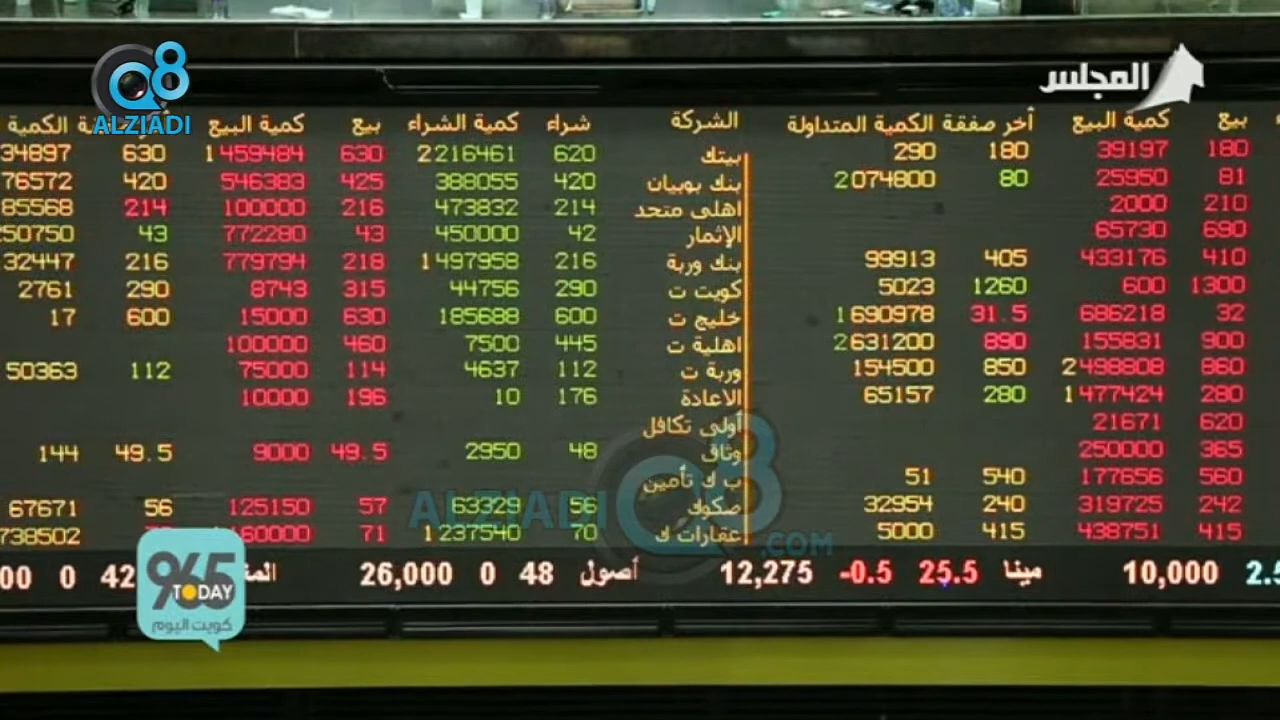 Q8
ALZIADI
المجلس
بيع كمية البيع أخر صفقة الكمية المتداولة الشركة شراء كمية الشراء بيع كمية البيع الكمية
180 39197 180 290 بيتك 620 2216461 630 1459484 630 34897
81 25950 80 2074800 بنك بوبيان 420 388055 425 546383 420 76572
210 2000 اهلي متحد 214 473832 216 100000 214 85568
690 65730 الإثمار 42 450000 43 772280 43 250750
410 433176 405 99913 بنك وربة 216 1497958 218 779794 216 32447
1300 600 1260 5023 كويت ت 290 44756 315 8743 290 2761
32 686218 31.5 1690978 خليج ت 600 185688 630 15000 600 17
900 155831 890 2631200 اهلية ت 445 7500 460 100000
860 2498808 850 154500 وربة ت 112 4637 114 75000 112 50363
280 1477424 280 65157 الاعادة 176 10 196 10000
620 21671 أولى تكافل
365 250000 وثاق 48 2950 49.5 9000 49.5 144
560 177656 540 51 ب ك تأمين
242 319725 240 32954 صكوك 56 63329 57 125150 56 67671
415 438751 415 5000 عقارات ك 70 1237540 71 60000 738502
ALZIADI Q8 .COM
10,000 مينا 25.5 -0.5 12,275 أصول 48 0 26,000 42 0
965
TODAY
كويت اليوم